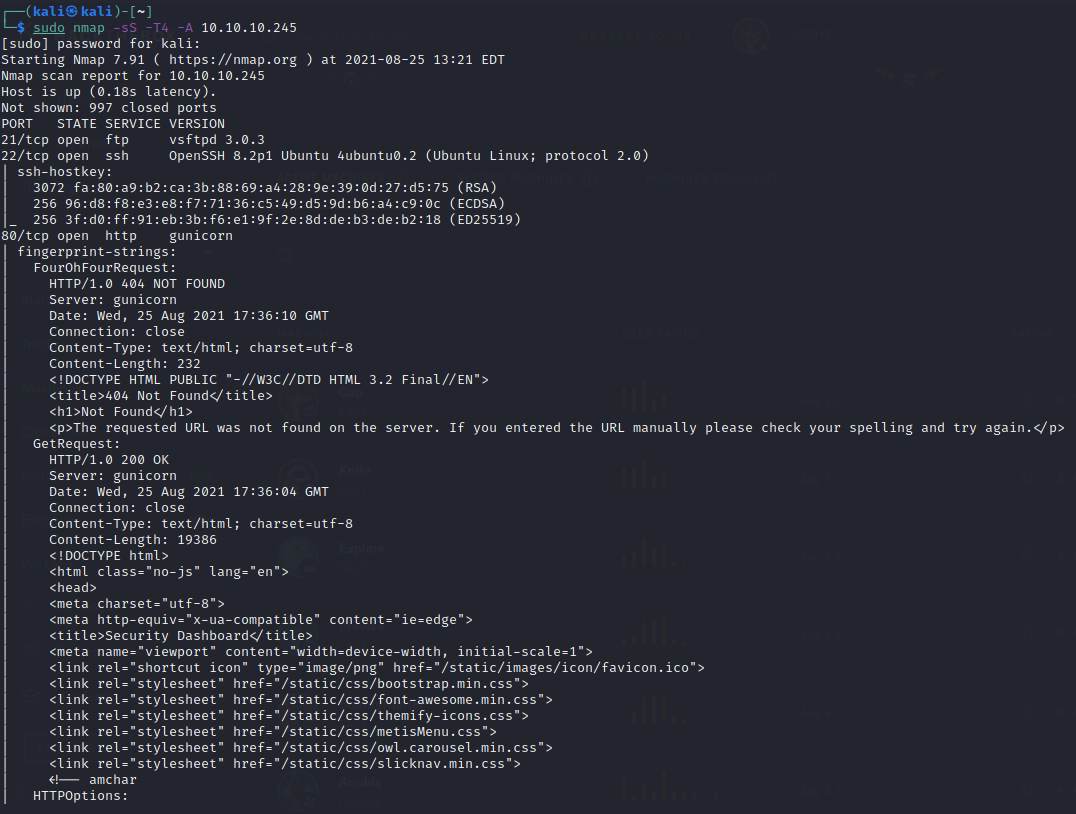 ┌──(kali㉿kali)-[~]
└─$ sudo nmap -sS -T4 -A 10.10.10.245
[sudo] password for kali:
Starting Nmap 7.91 ( https://nmap.org ) at 2021-08-25 13:21 EDT
Nmap scan report for 10.10.10.245
Host is up (0.18s latency).
Not shown: 997 closed ports
PORT   STATE SERVICE VERSION
21/tcp open  ftp     vsftpd 3.0.3
22/tcp open  ssh     OpenSSH 8.2p1 Ubuntu 4ubuntu0.2 (Ubuntu Linux; protocol 2.0)
| ssh-hostkey:
|   3072 fa:80:a9:b2:ca:3b:88:69:a4:28:9e:39:0d:27:d5:75 (RSA)
|   256 96:d8:f8:e3:e8:f7:71:36:c5:49:d5:9d:b6:a4:c9:0c (ECDSA)
|_  256 3f:d0:ff:91:eb:3b:f6:e1:9f:2e:8d:de:b3:de:b2:18 (ED25519)
80/tcp open  http    gunicorn
| fingerprint-strings:
|   FourOhFourRequest:
|     HTTP/1.0 404 NOT FOUND
|     Server: gunicorn
|     Date: Wed, 25 Aug 2021 17:36:10 GMT
|     Connection: close
|     Content-Type: text/html; charset=utf-8
|     Content-Length: 232
|     <!DOCTYPE HTML PUBLIC "-//W3C//DTD HTML 3.2 Final//EN">
|     <title>404 Not Found</title>
|     <h1>Not Found</h1>
|     <p>The requested URL was not found on the server. If you entered the URL manually please check your spelling and try again.</p>
|   GetRequest:
|     HTTP/1.0 200 OK
|     Server: gunicorn
|     Date: Wed, 25 Aug 2021 17:36:04 GMT
|     Connection: close
|     Content-Type: text/html; charset=utf-8
|     Content-Length: 19386
|     <!DOCTYPE html>
|     <html class="no-js" lang="en">
|     <head>
|     <meta charset="utf-8">
|     <meta http-equiv="x-ua-compatible" content="ie=edge">
|     <title>Security Dashboard</title>
|     <meta name="viewport" content="width=device-width, initial-scale=1">
|     <link rel="shortcut icon" type="image/png" href="/static/images/icon/favicon.ico">
|     <link rel="stylesheet" href="/static/css/bootstrap.min.css">
|     <link rel="stylesheet" href="/static/css/font-awesome.min.css">
|     <link rel="stylesheet" href="/static/css/themify-icons.css">
|     <link rel="stylesheet" href="/static/css/metisMenu.css">
|     <link rel="stylesheet" href="/static/css/owl.carousel.min.css">
|     <link rel="stylesheet" href="/static/css/slicknav.min.css">
|     <!-- amchar
|   HTTPOptions: